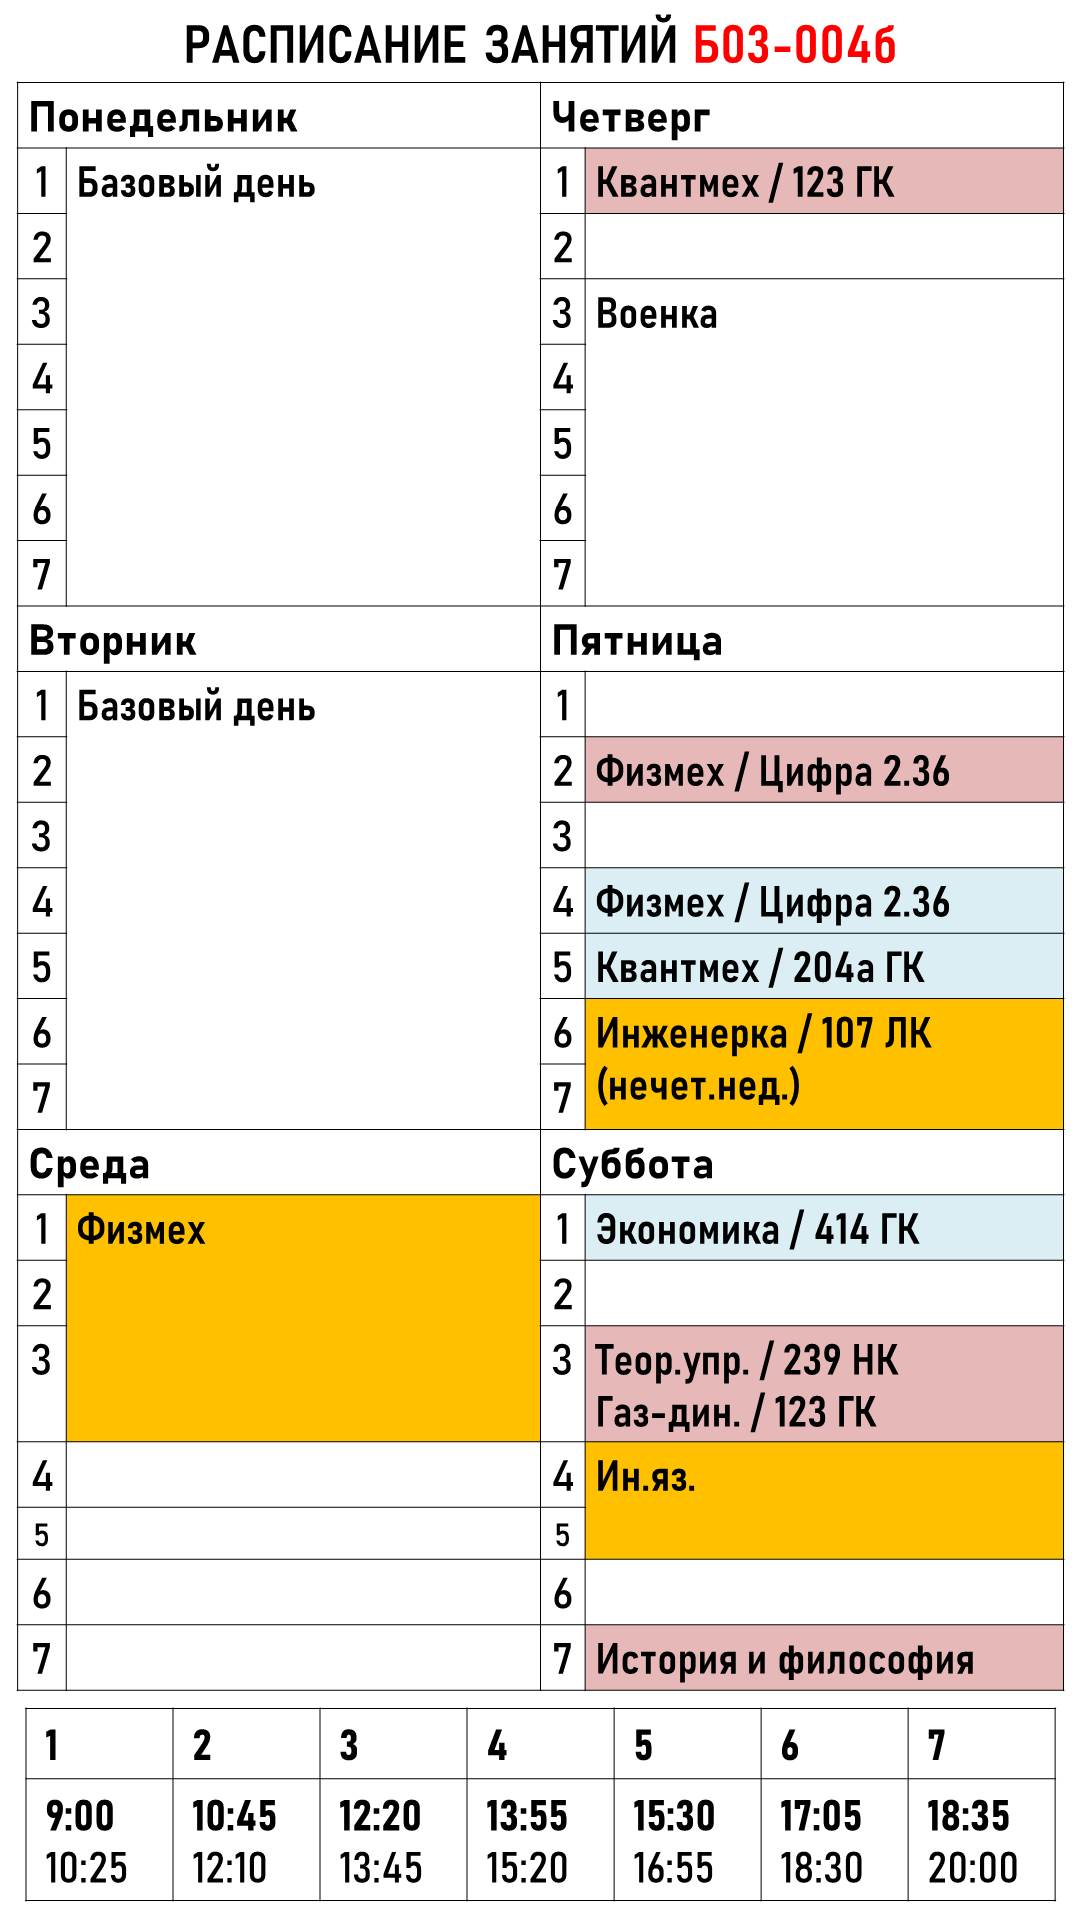 РАСПИСАНИЕ ЗАНЯТИЙ Б03-004б
Понедельник
1 Базовый день
2
3
4
5
6
7
Вторник
1 Базовый день
2
3
4
5
6
7
Среда
1 Физмех
2
3
4
5
6
7
Четверг
1 Квантмех / 123 ГК
2
3 Военка
4
5
6
7
Пятница
1
2 Физмех / Цифра 2.36
3
4 Физмех / Цифра 2.36
5 Квантмех / 204а ГК
6 Инженерка / 107 ЛК
7 (нечет.нед.)
Суббота
1 Экономика / 414 ГК
2
3 Теор.упр. / 239 НК
Газ-дин. / 123 ГК
4 Ин.яз.
5
6
7 История и философия
1 2 3 4 5 6 7
9:00 10:45 12:20 13:55 15:30 17:05 18:35
10:25 12:10 13:45 15:20 16:55 18:30 20:00